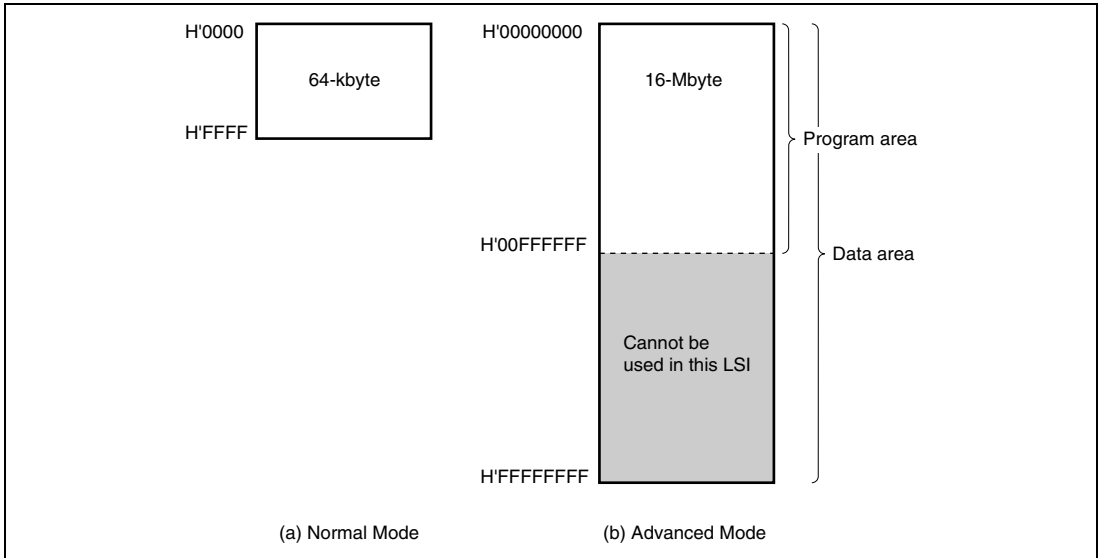 H'0000
64-kbyte
H'FFFF
H'00000000
16-Mbyte
Program area
H'00FFFFFF
Data area
Cannot be
used in this LSI
H'FFFFFFFF
(a) Normal Mode
(b) Advanced Mode